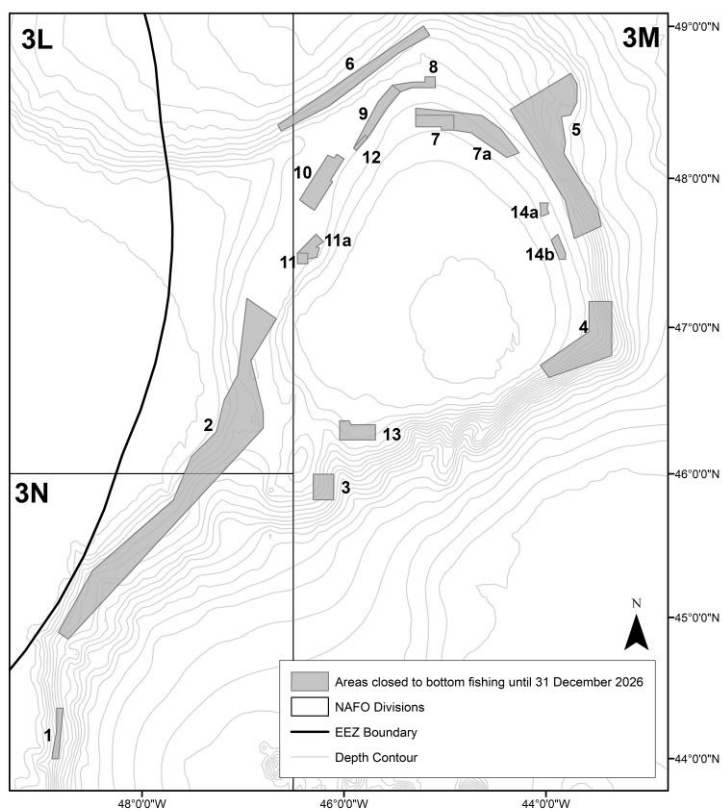 3L
3M
49°0'0"N
6
8
9
5
7
7a
12
10
48°0'0"N
14a
11a
14b
11
47°0'0"N
4
2
13
3N
46°0'0"N
3
45°0'0"N
N
Areas closed to bottom fishing until 31 December 2026
NAFO Divisions
EEZ Boundary
Depth Contour
1
44°0'0"N
48°0'0"W
46°0'0"W
44°0'0"W